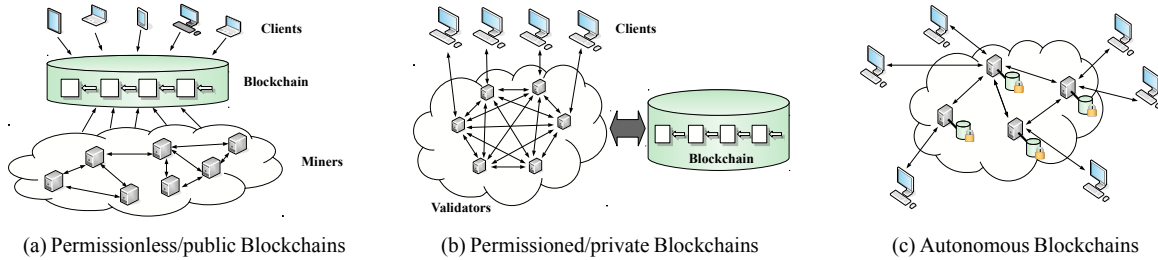 Clients
Blockchain
Miners
(a) Permissionless/public Blockchains
Clients
Blockchain
Validators
(b) Permissioned/private Blockchains
(c) Autonomous Blockchains